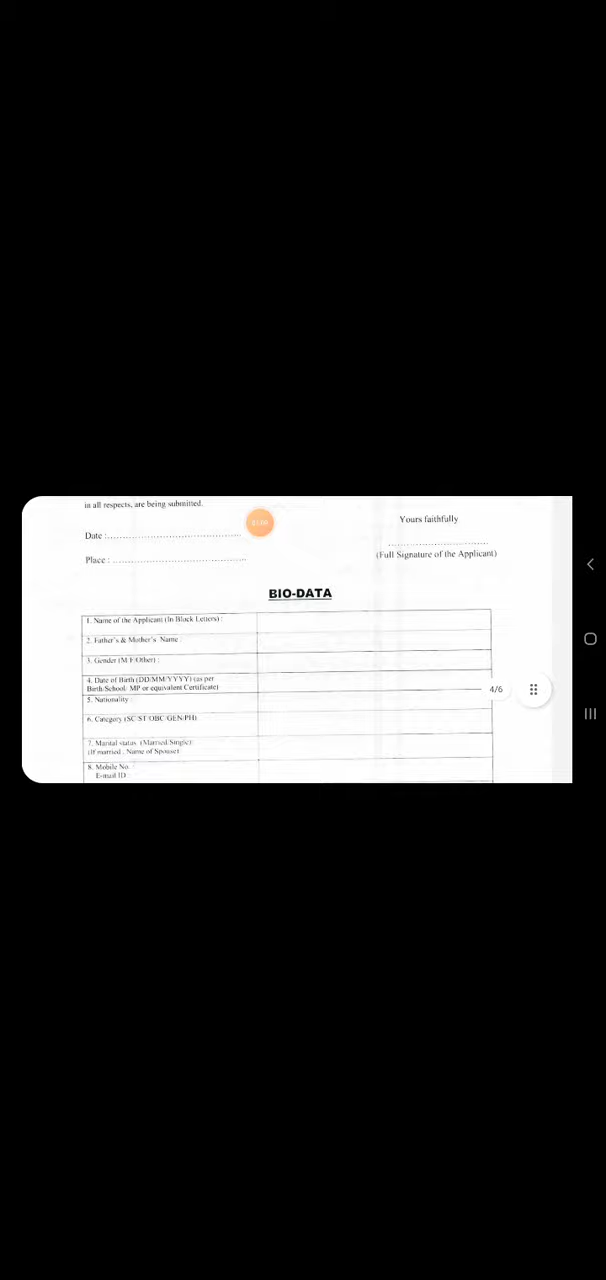 in all respects, are being submitted.
Yours faithfully
Date :..........................................
(Full Signature of the Applicant)
Place : ..........................................
BIO-DATA
1. Name of the Applicant (In Block Letters) :
2. Father's & Mother's Name :
3. Gender (M/F/Other) :
4. Date of Birth (DD/MM/YYYY) (as per
Birth/School/ MP or equivalent Certificate)
4/6
5. Nationality :
6. Category (SC/ST/OBC/GEN/PH)
7. Marital status (Married/Single)
(If married , Name of Spouse)
8. Mobile No. :
E-mail ID :